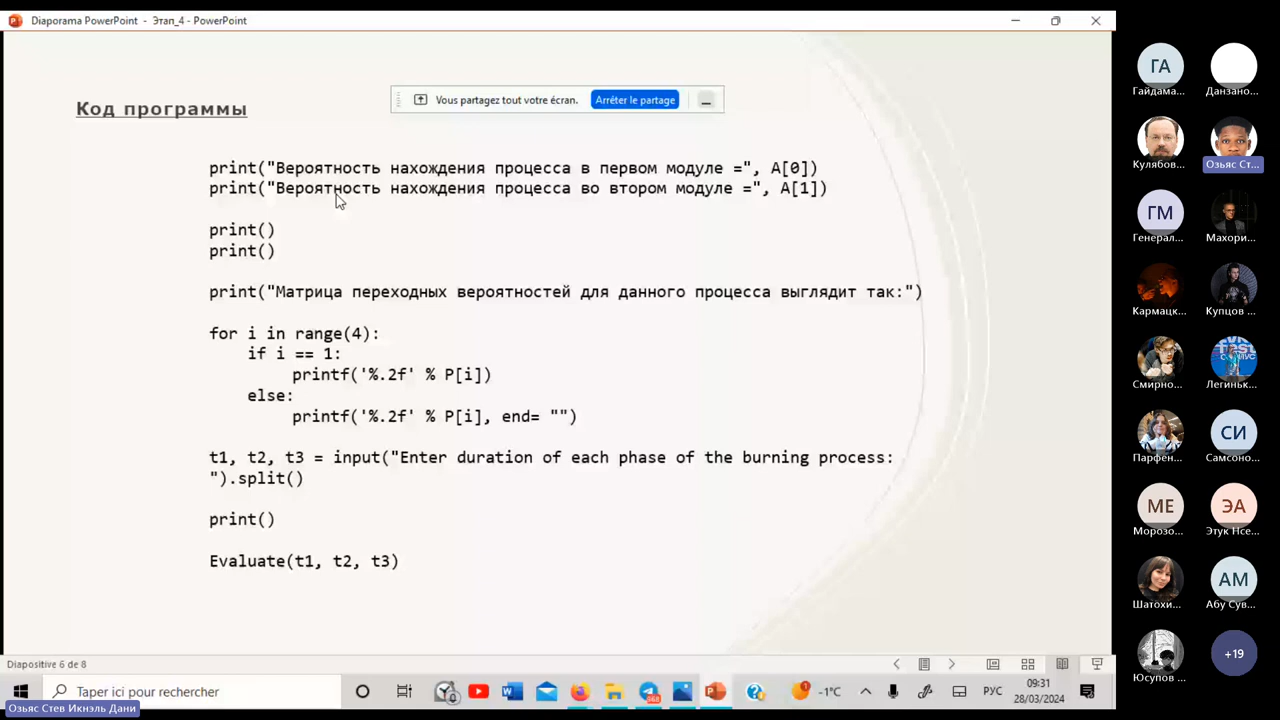 Diaporama PowerPoint - Этап_4 - PowerPoint
Vous partagez tout votre écran. Arrêter le partage
Код программы
print("Вероятность нахождения процесса в первом модуле =", A[0])
print("Вероятность нахождения процесса во втором модуле =", A[1])
print()
print()
print("Матрица переходных вероятностей для данного процесса выглядит так:")
for i in range(4):
if i == 1:
printf('%.2f' % P[i])
else:
printf('%.2f' % P[i], end= "")
t1, t2, t3 = input("Enter duration of each phase of the burning process:
").split()
print()
Evaluate(t1, t2, t3)
Diapositive 6 de 8
Taper ici pour rechercher
-1°C
РУС
09:31
28/03/2024
Озьяс Стев Икнэль Дани
ГА
Гайдама...
Данзано...
Кулябов...
Озьяс Ст...
ГМ
Генерал...
Махори...
Кармацк...
Купцов ...
Смирно...
Легиньк...
Парфен...
СИ
Самсоно...
МЕ
Морозо...
ЭА
Этук Нсе...
Шатохи...
АМ
Абу Сув...
Юсупов ...
+19